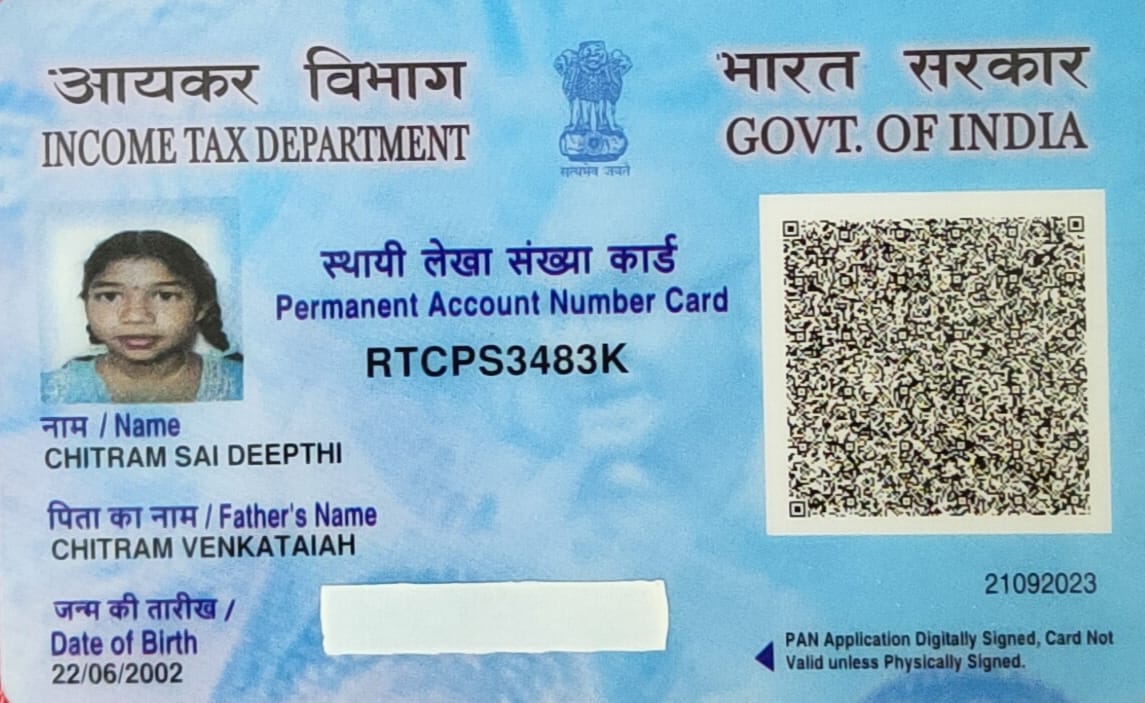 आयकर विभाग
INCOME TAX DEPARTMENT
सत्यमेव जयते
भारत सरकार
GOVT. OF INDIA
स्थायी लेखा संख्या कार्ड
Permanent Account Number Card
RTCPS3483K
नाम / Name
CHITRAM SAI DEEPTHI
पिता का नाम / Father's Name
CHITRAM VENKATAIAH
जन्म की तारीख /
Date of Birth
22/06/2002
21092023
PAN Application Digitally Signed, Card Not
Valid unless Physically Signed.